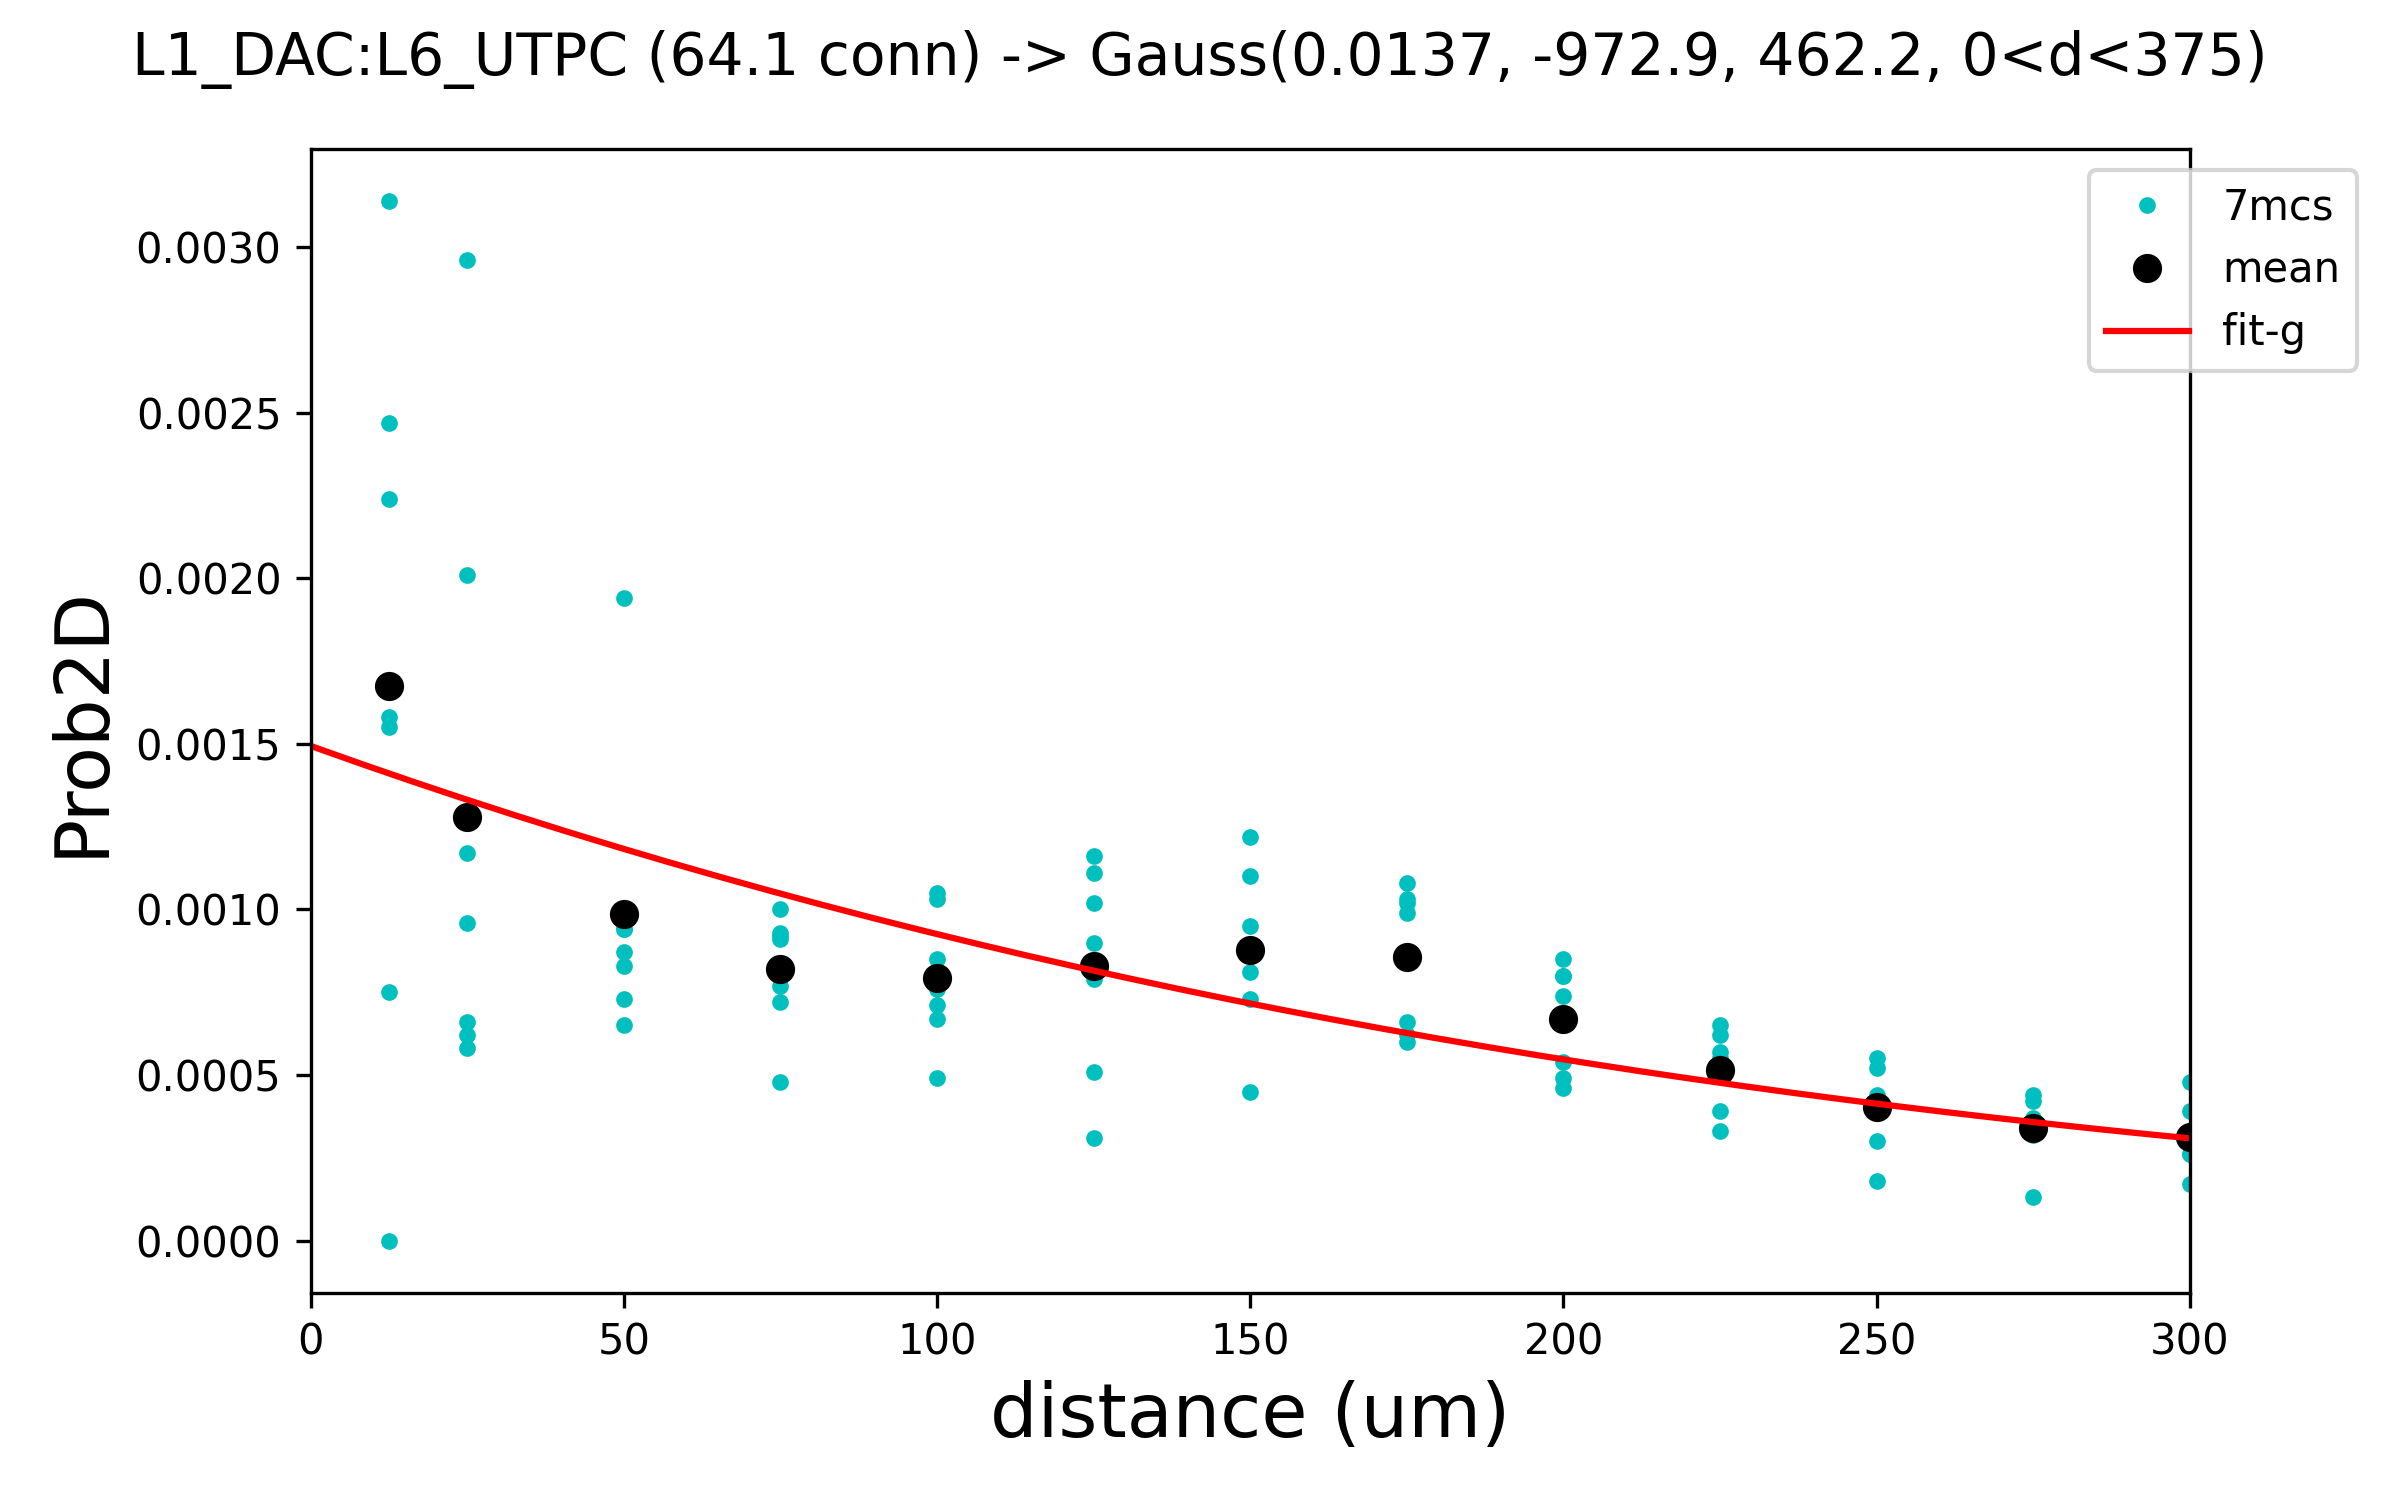 L1_DAC:L6_UTPC (64.1 conn) -> Gauss(0.0137, -972.9, 462.2, 0<d<375)
7mcs
mean
fit-g
0.0030
0.0025
0.0020
0.0015
0.0010
0.0005
0.0000
Prob2D
0 50 100 150 200 250 300
distance (um)